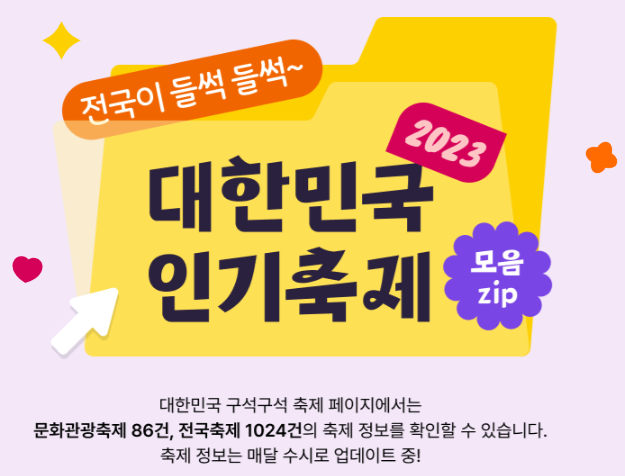 전국이 들썩 들썩~
2023
대한민국
인기축제
모음
zip
대한민국 구석구석 축제 페이지에서는
문화관광축제 86건, 전국축제 1024건의 축제 정보를 확인할 수 있습니다.
축제 정보는 매달 수시로 업데이트 중!